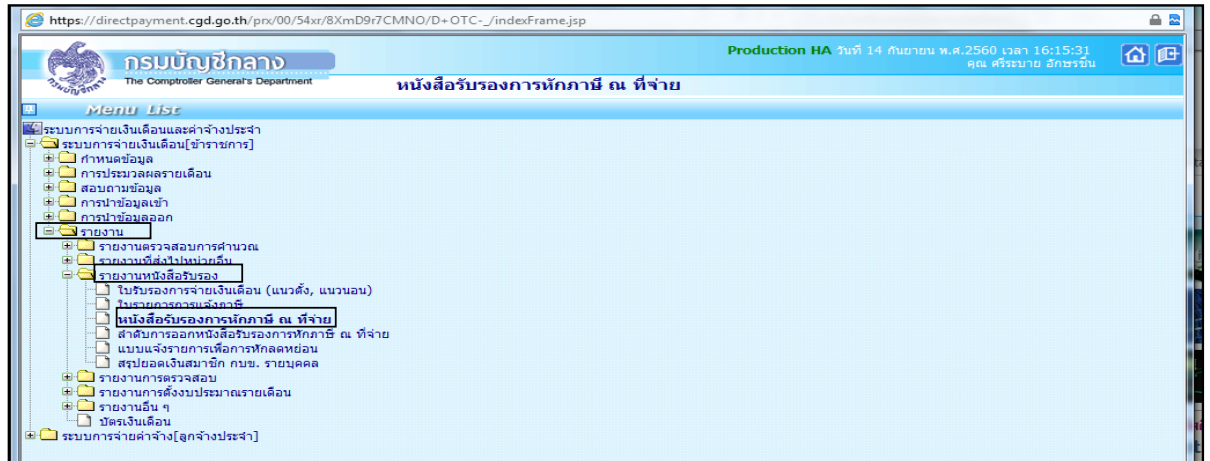 https://directpayment.cgd.go.th/prx/00/54xr/8XmD9r7CMNO/D+OTC-_/indexFrame.jsp
กรมบัญชีกลาง
The Comptroller General's Department
Production HA วันที่ 14 กันยายน พ.ศ.2560 เวลา 16:15:31
คุณ ศรีระบาย อักษรชื่น
หนังสือรับรองการหักภาษี ณ ที่จ่าย
Menu List
ระบบการจ่ายเงินเดือนและค่าจ้างประจำ
ระบบการจ่ายเงินเดือน[ข้าราชการ]
กำหนดข้อมูล
การประมวลผลรายเดือน
สอบถามข้อมูล
การนำข้อมูลเข้า
การนำข้อมูลออก
รายงาน
รายงานตรวจสอบการคำนวณ
รายงานที่ส่งไปหน่วยอื่น
รายงานหนังสือรับรอง
ใบรับรองการจ่ายเงินเดือน (แนวตั้ง, แนวนอน)
ใบรายการการแจ้งภาษี
หนังสือรับรองการหักภาษี ณ ที่จ่าย
ลำดับการออกหนังสือรับรองการหักภาษี ณ ที่จ่าย
แบบแจ้งรายการเพื่อการหักลดหย่อน
สรุปยอดเงินสมาชิก กบข. รายบุคคล
รายงานการตรวจสอบ
รายงานการตั้งงบประมาณรายเดือน
รายงานอื่น ๆ
บัตรเงินเดือน
ระบบการจ่ายค่าจ้าง[ลูกจ้างประจำ]